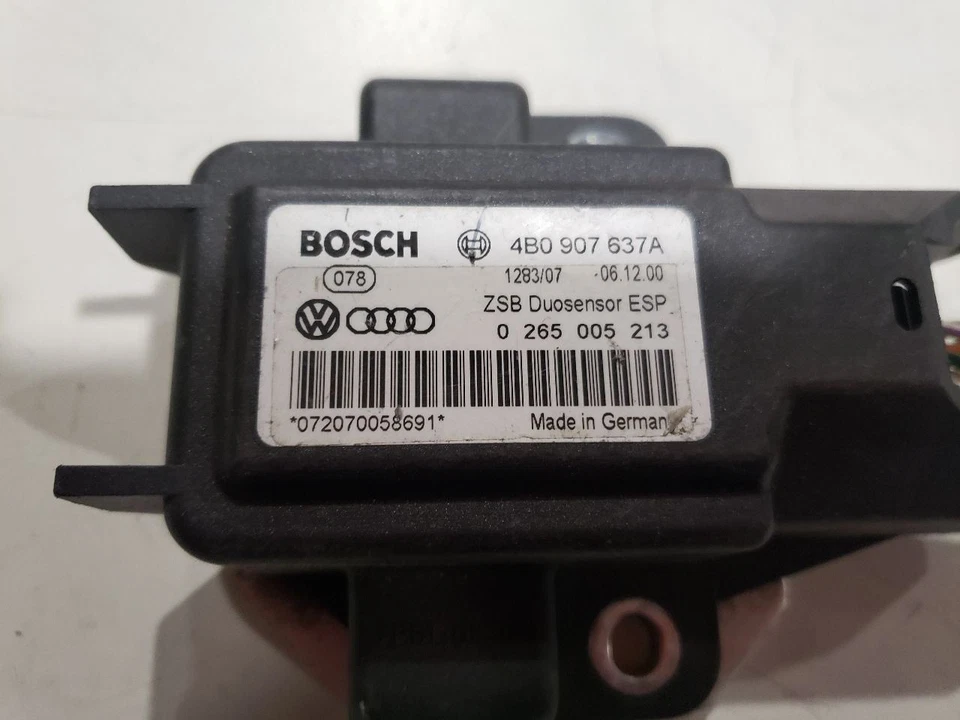 BOSCH 4B0 907 637A
078 1283/07 -06.12.00
ZSB Duosensor ESP
0 265 005 213
*072070058691* Made in